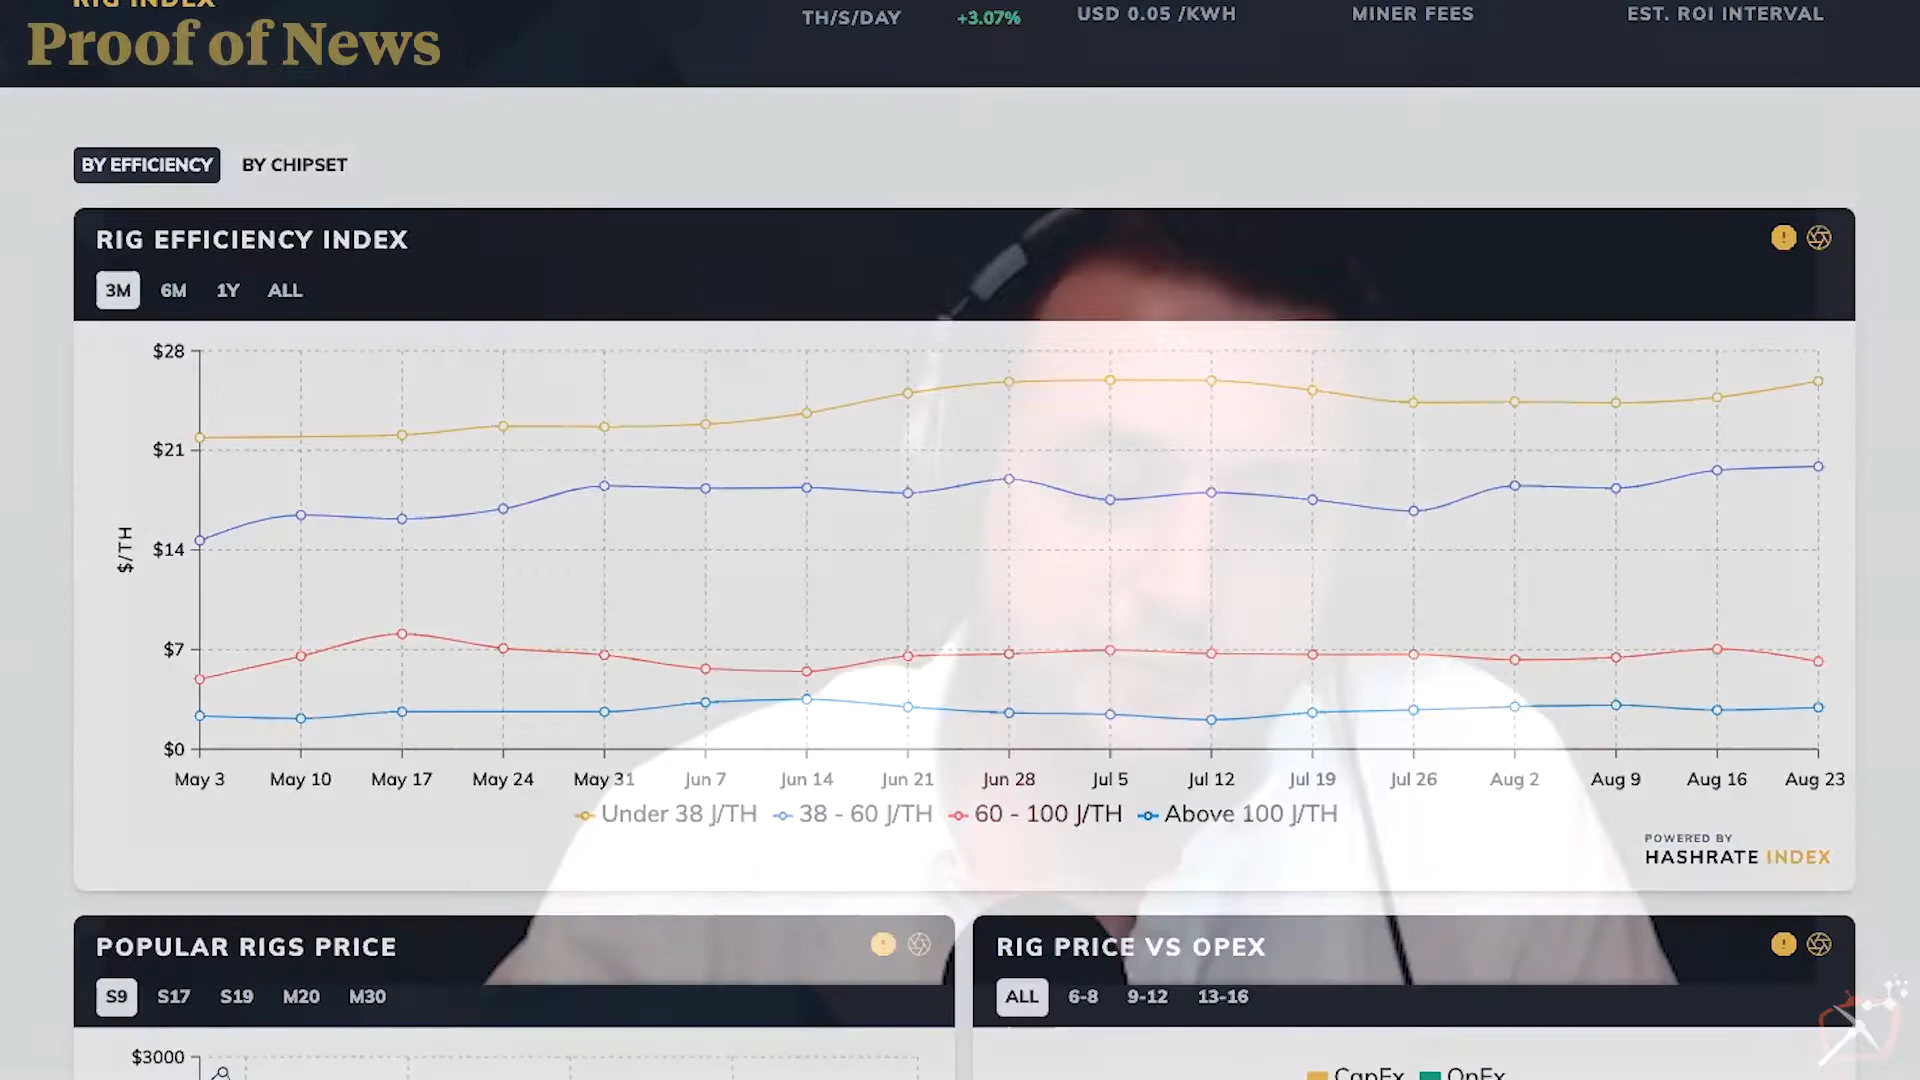 RIG INDEX
Proof of News
TH/S/DAY +3.07% USD 0.05 /KWH MINER FEES EST. ROI INTERVAL
BY EFFICIENCY BY CHIPSET
RIG EFFICIENCY INDEX
3M 6M 1Y ALL
$28
$21
$14
$7
$0
$/TH
May 3 May 10 May 17 May 24 May 31 Jun 7 Jun 14 Jun 21 Jun 28 Jul 5 Jul 12 Jul 19 Jul 26 Aug 2 Aug 9 Aug 16 Aug 23
Under 38 J/TH 38 - 60 J/TH 60 - 100 J/TH Above 100 J/TH
POWERED BY
HASHRATE INDEX
POPULAR RIGS PRICE
S9 S17 S19 M20 M30
$3000
RIG PRICE VS OPEX
ALL 6-8 9-12 13-16
CapEx OpEx